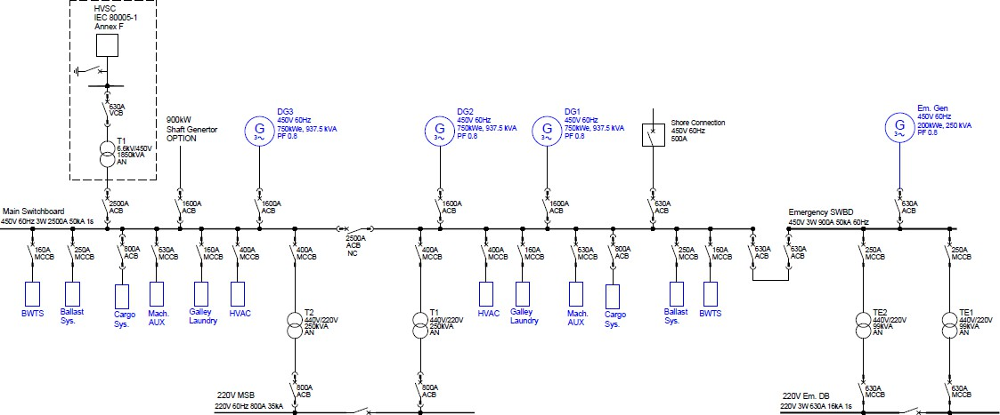 HVSC
IEC 80005-1
Annex F
630A
VCB
T1
6.6kV/450V
1850kVA
AN
900kW
Shaft Genertor
OPTION
DG3
450V 60Hz
750kWe, 937.5 kVA
PF 0.8
G
3~
DG2
450V 60Hz
750kWe, 937.5 kVA
PF 0.8
G
3~
DG1
450V 60Hz
750kWe, 937.5 kVA
PF 0.8
G
3~
Shore Connection
450V 60Hz
500A
Em. Gen
450V 60Hz
200kWe, 250 kVA
PF 0.8
G
3~
2500A
ACB
1600A
ACB
1600A
ACB
1600A
ACB
1600A
ACB
630A
ACB
630A
ACB
Main Switchboard
450V 60Hz 3W 2500A 50kA 1s
2500A
ACB
NC
Emergency SWBD
450V 3W 900A 50kA 60Hz
160A
MCCB
250A
MCCB
800A
ACB
630A
MCCB
160A
MCCB
400A
MCCB
400A
MCCB
400A
MCCB
400A
MCCB
160A
MCCB
630A
MCCB
800A
ACB
250A
MCCB
160A
MCCB
630A
ACB
630A
ACB
250A
MCCB
250A
MCCB
BWTS
Ballast
Sys.
Cargo
Sys.
Mach.
AUX
Galley
Laundry
HVAC
T2
440V/220V
250kVA
AN
T1
440V/220V
250kVA
AN
HVAC
Galley
Laundry
Mach.
AUX
Cargo
Sys.
Ballast
Sys.
BWTS
TE2
440V/220V
99kVA
AN
TE1
440V/220V
99kVA
AN
800A
ACB
800A
ACB
630A
MCCB
630A
MCCB
220V MSB
220V 60Hz 800A 35kA
220V Em. DB
220V 3W 630A 16kA 1s